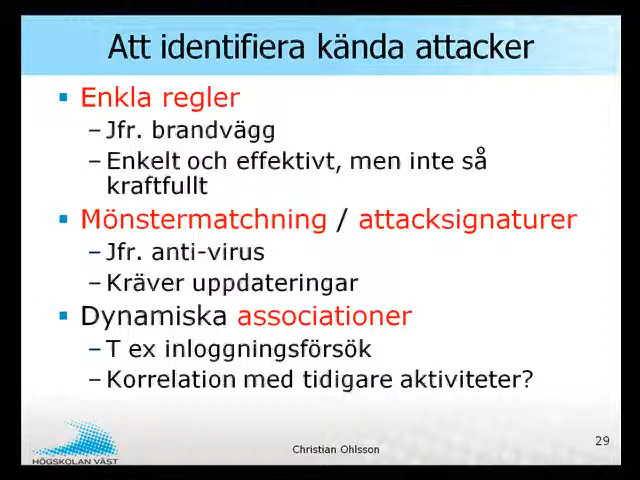 Att identifiera kända attacker
Enkla regler
–Jfr. brandvägg
–Enkelt och effektivt, men inte så
kraftfullt
Mönstermatchning / attacksignaturer
–Jfr. anti-virus
–Kräver uppdateringar
Dynamiska associationer
–T ex inloggningsförsök
–Korrelation med tidigare aktiviteter?
HÖGSKOLAN VÄST
Christian Ohlsson
29